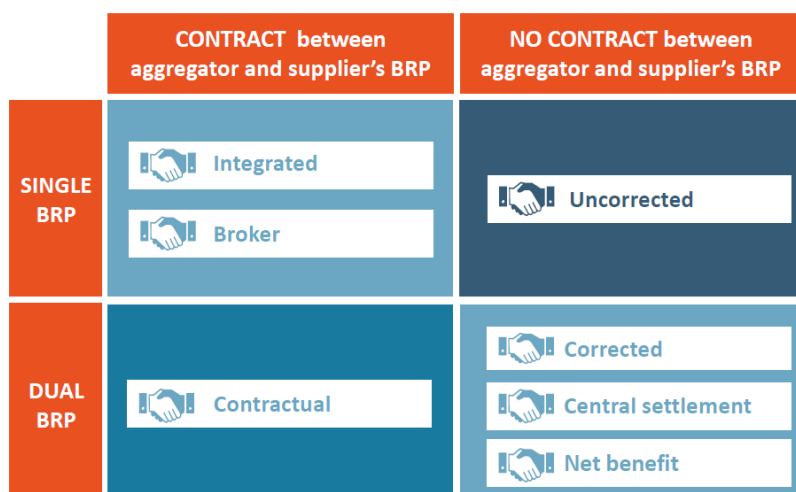 CONTRACT between
aggregator and supplier's BRP
NO CONTRACT between
aggregator and supplier's BRP
SINGLE
BRP
Integrated
Broker
Uncorrected
DUAL
BRP
Contractual
Corrected
Central settlement
Net benefit